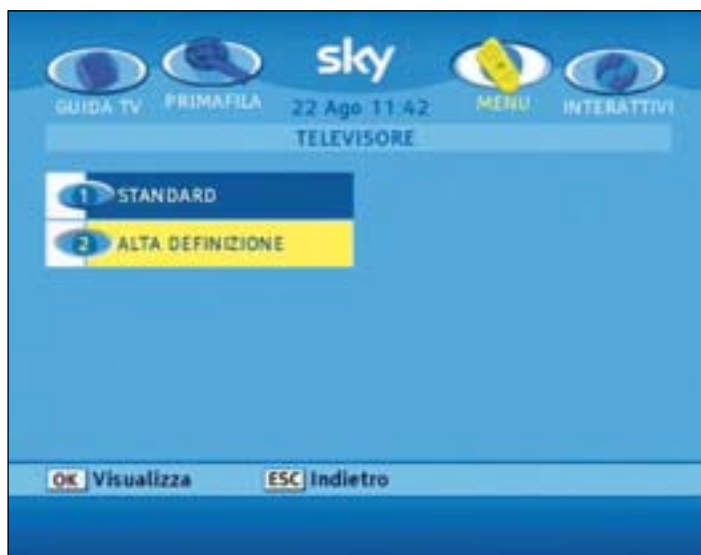 sky
GUIDA TV PRIMAFILA 22 Ago 11:42 MENU INTERATTIVI
TELEVISORE
1 STANDARD
2 ALTA DEFINIZIONE
OK Visualizza ESC Indietro